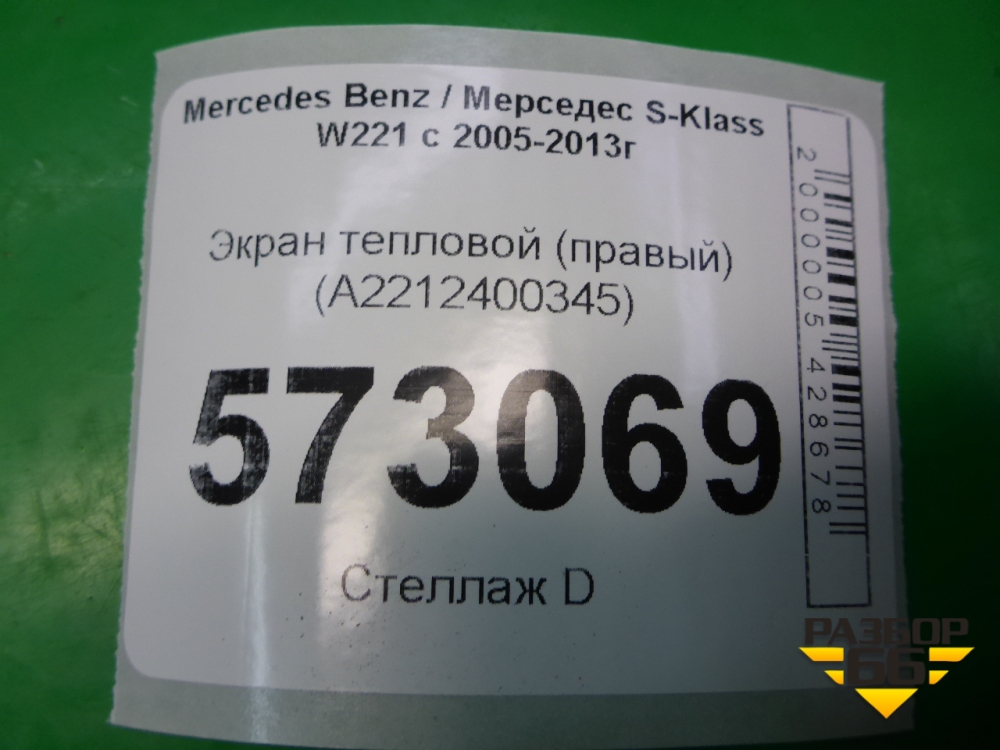 Mercedes Benz / Мерседес S-Klass
W221 с 2005-2013г
Экран тепловой (правый)
(A2212400345)
573069
Стеллаж D
2000005428678
РАЗБОР
66